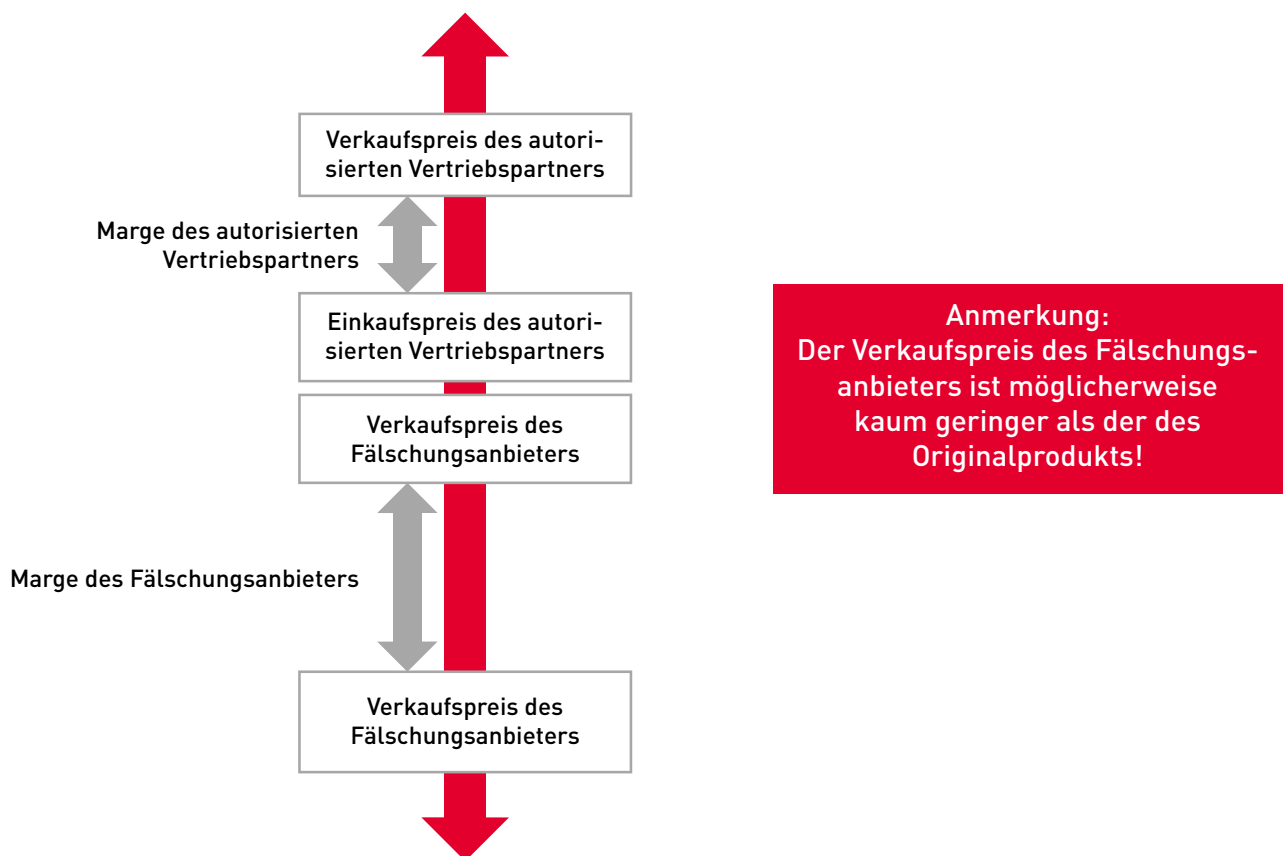 Verkaufspreis des autori-
sierten Vertriebspartners
Marge des autorisierten
Vertriebspartners
Einkaufspreis des autori-
sierten Vertriebspartners
Verkaufspreis des
Fälschungsanbieters
Marge des Fälschungsanbieters
Verkaufspreis des
Fälschungsanbieters
Anmerkung:
Der Verkaufspreis des Fälschungs-
anbieters ist möglicherweise
kaum geringer als der des
Originalprodukts!